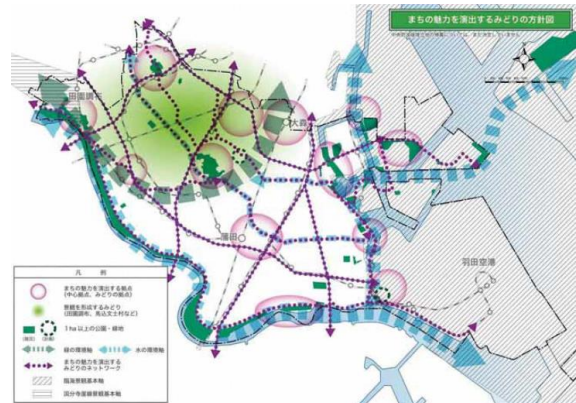 まちの魅力を演出するみどりの方針図
田園調布
大森
蒲田
羽田空港
凡 例
まちの魅力を演出する拠点
(中心拠点、みどりの拠点)
景観を形成するみどり
(田園調布、馬込文士村など)
1ha 以上の公園・緑地
緑の環境軸
水の環境軸
まちの魅力を演出する
みどりのネットワーク
臨海景観基本軸
国分寺崖線景観基本軸